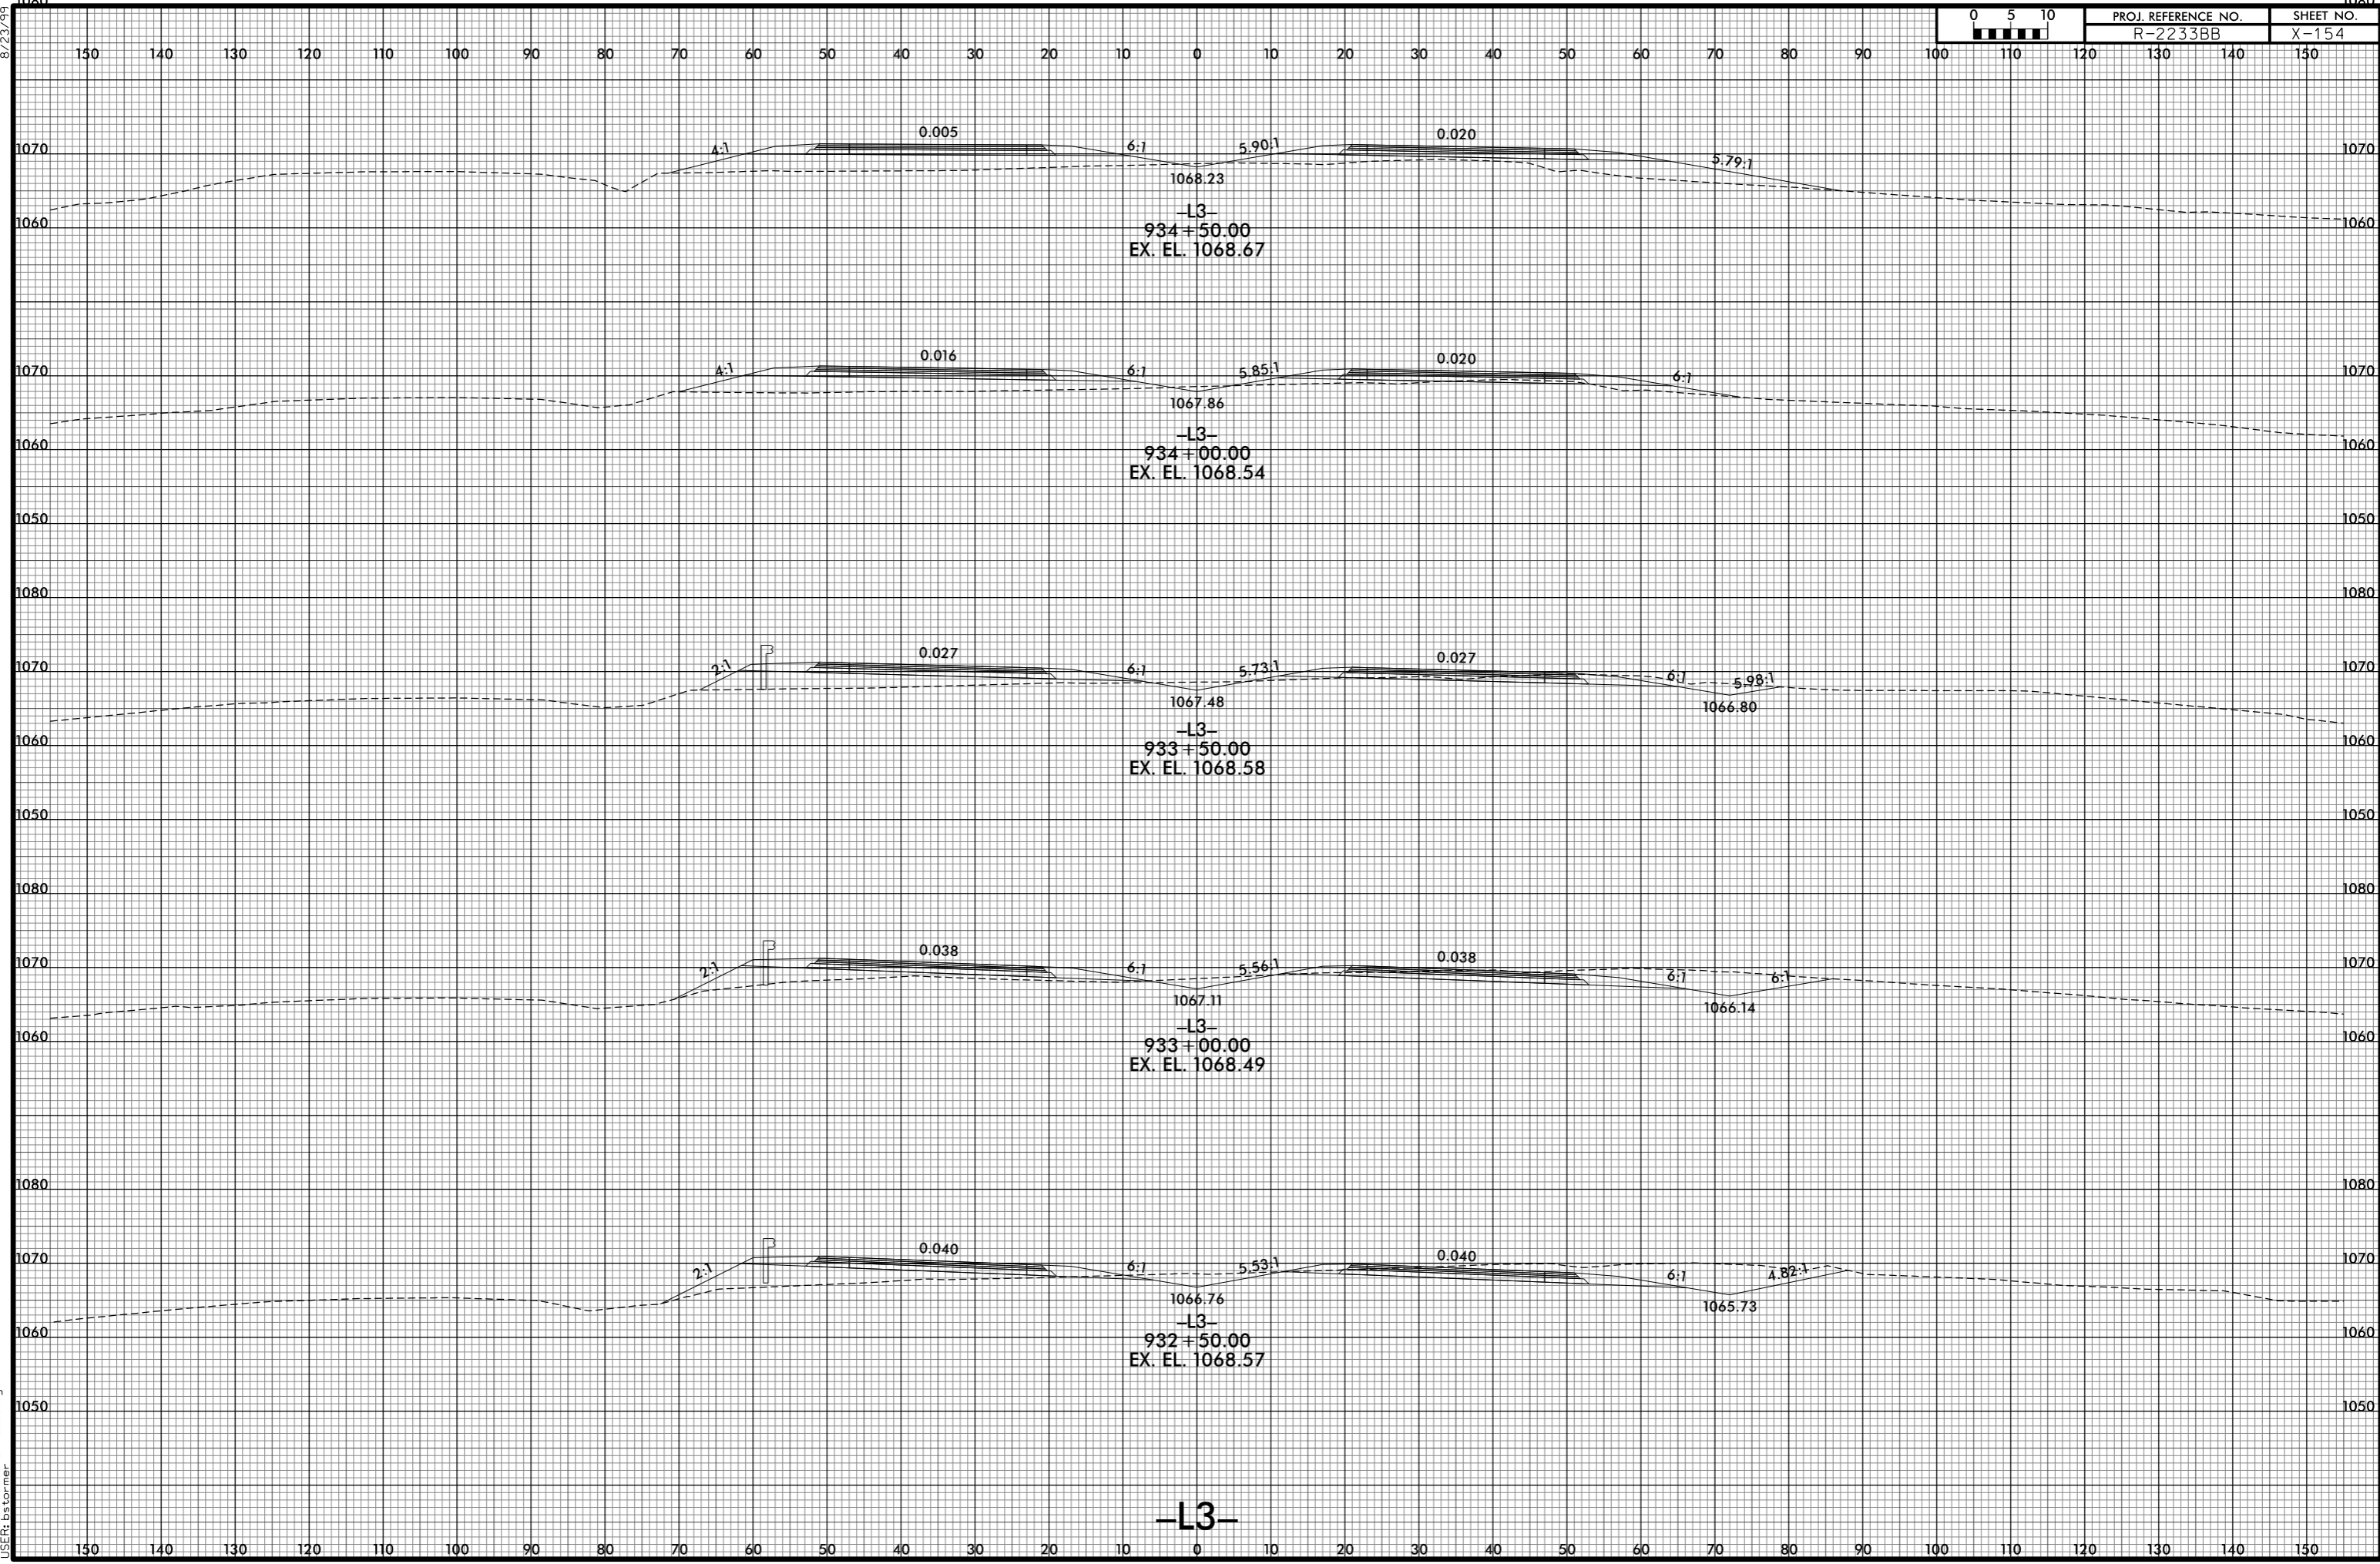 8/23/99
0 5 10
PROJ. REFERENCE NO. SHEET NO.
R-2233BB X-154
150 140 130 120 110 100 90 80 70 60 50 40 30 20 10 0 10 20 30 40 50 60 70 80 90 100 110 120 130 140 150
0.005 0.020
1070 4:1 6:1 5.90:1 5.79:1 1070
1068.23
1060 1060
-L3-
934+50.00
EX. EL. 1068.67
0.016 0.020
1070 4:1 6:1 5.85:1 6:1 1070
1067.86
1060 1060
-L3-
934+00.00
EX. EL. 1068.54
1050 1050
1080 1080
0.027 0.027
1070 2:1 6:1 5.73:1 6:1 5.98:1 1070
1067.48 1066.80
1060 1060
-L3-
933+50.00
EX. EL. 1068.58
1050 1050
1080 1080
0.038 0.038
1070 2:1 6:1 5.56:1 6:1 6:1 1070
1067.11 1066.14
1060 1060
-L3-
933+00.00
EX. EL. 1068.49
1080 1080
0.040 0.040
1070 2:1 6:1 5.53:1 6:1 4.82:1 1070
1066.76 1065.73
1060 1060
-L3-
932+50.00
EX. EL. 1068.57
1050 1050
USER: bstormer
-L3-
150 140 130 120 110 100 90 80 70 60 50 40 30 20 10 0 10 20 30 40 50 60 70 80 90 100 110 120 130 140 150